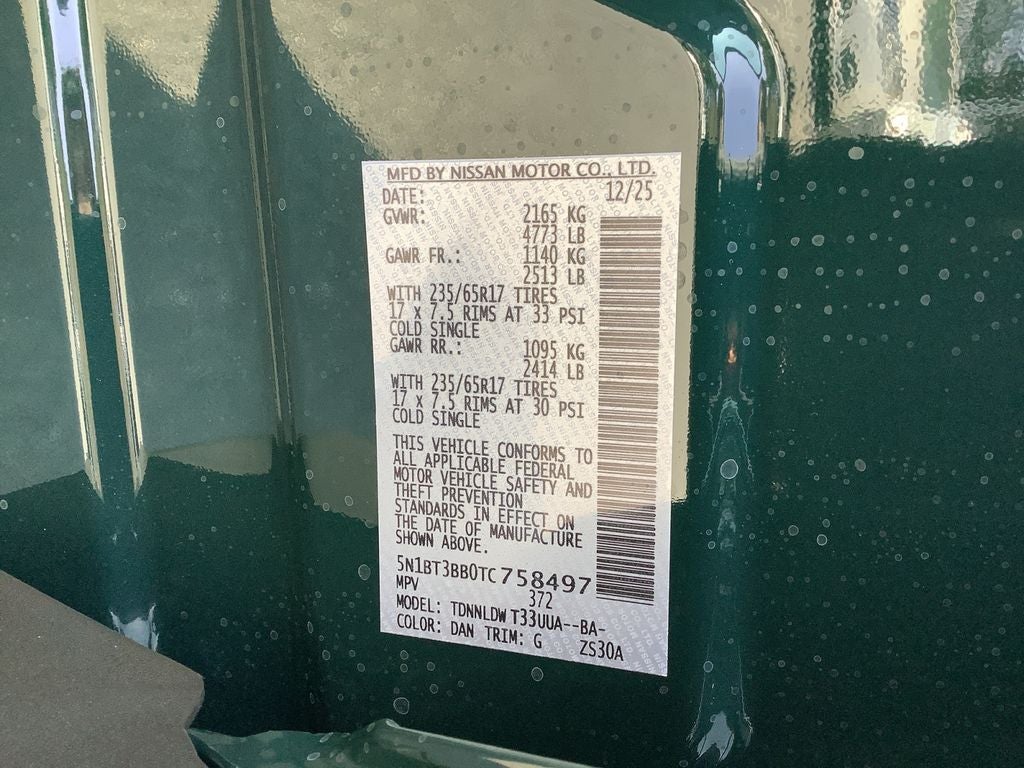 MFD BY NISSAN MOTOR CO., LTD.
DATE: 12/25
GVWR: 2165 KG
4773 LB
GAWR FR.: 1140 KG
2513 LB
WITH 235/65R17 TIRES
17 x 7.5 RIMS AT 33 PSI
COLD SINGLE
GAWR RR.: 1095 KG
2414 LB
WITH 235/65R17 TIRES
17 x 7.5 RIMS AT 30 PSI
COLD SINGLE
THIS VEHICLE CONFORMS TO
ALL APPLICABLE FEDERAL
MOTOR VEHICLE SAFETY AND
THEFT PREVENTION
STANDARDS IN EFFECT ON
THE DATE OF MANUFACTURE
SHOWN ABOVE.
5N1BT3BB0TC758497
MPV 372
MODEL: TDNNLDW T33UUA--BA-
COLOR: DAN TRIM: G ZS30A